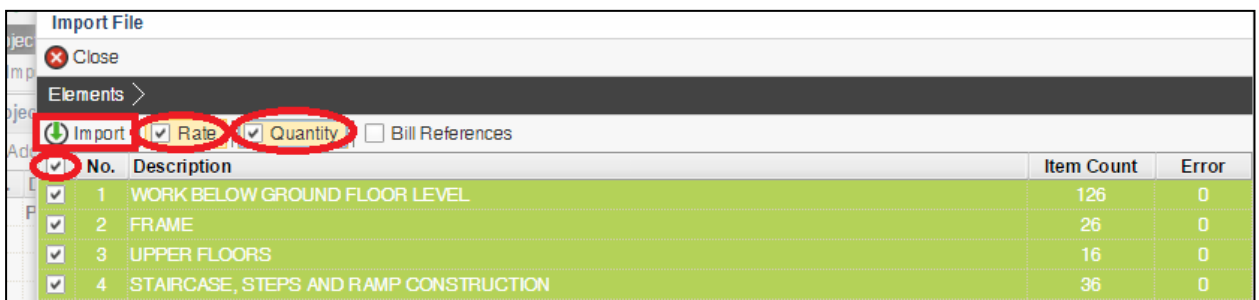 Import File
Close
Elements
Import Rate Quantity Bill References
No. Description Item Count Error
1 WORK BELOW GROUND FLOOR LEVEL 126 0
2 FRAME 26 0
3 UPPER FLOORS 16 0
4 STAIRCASE, STEPS AND RAMP CONSTRUCTION 36 0